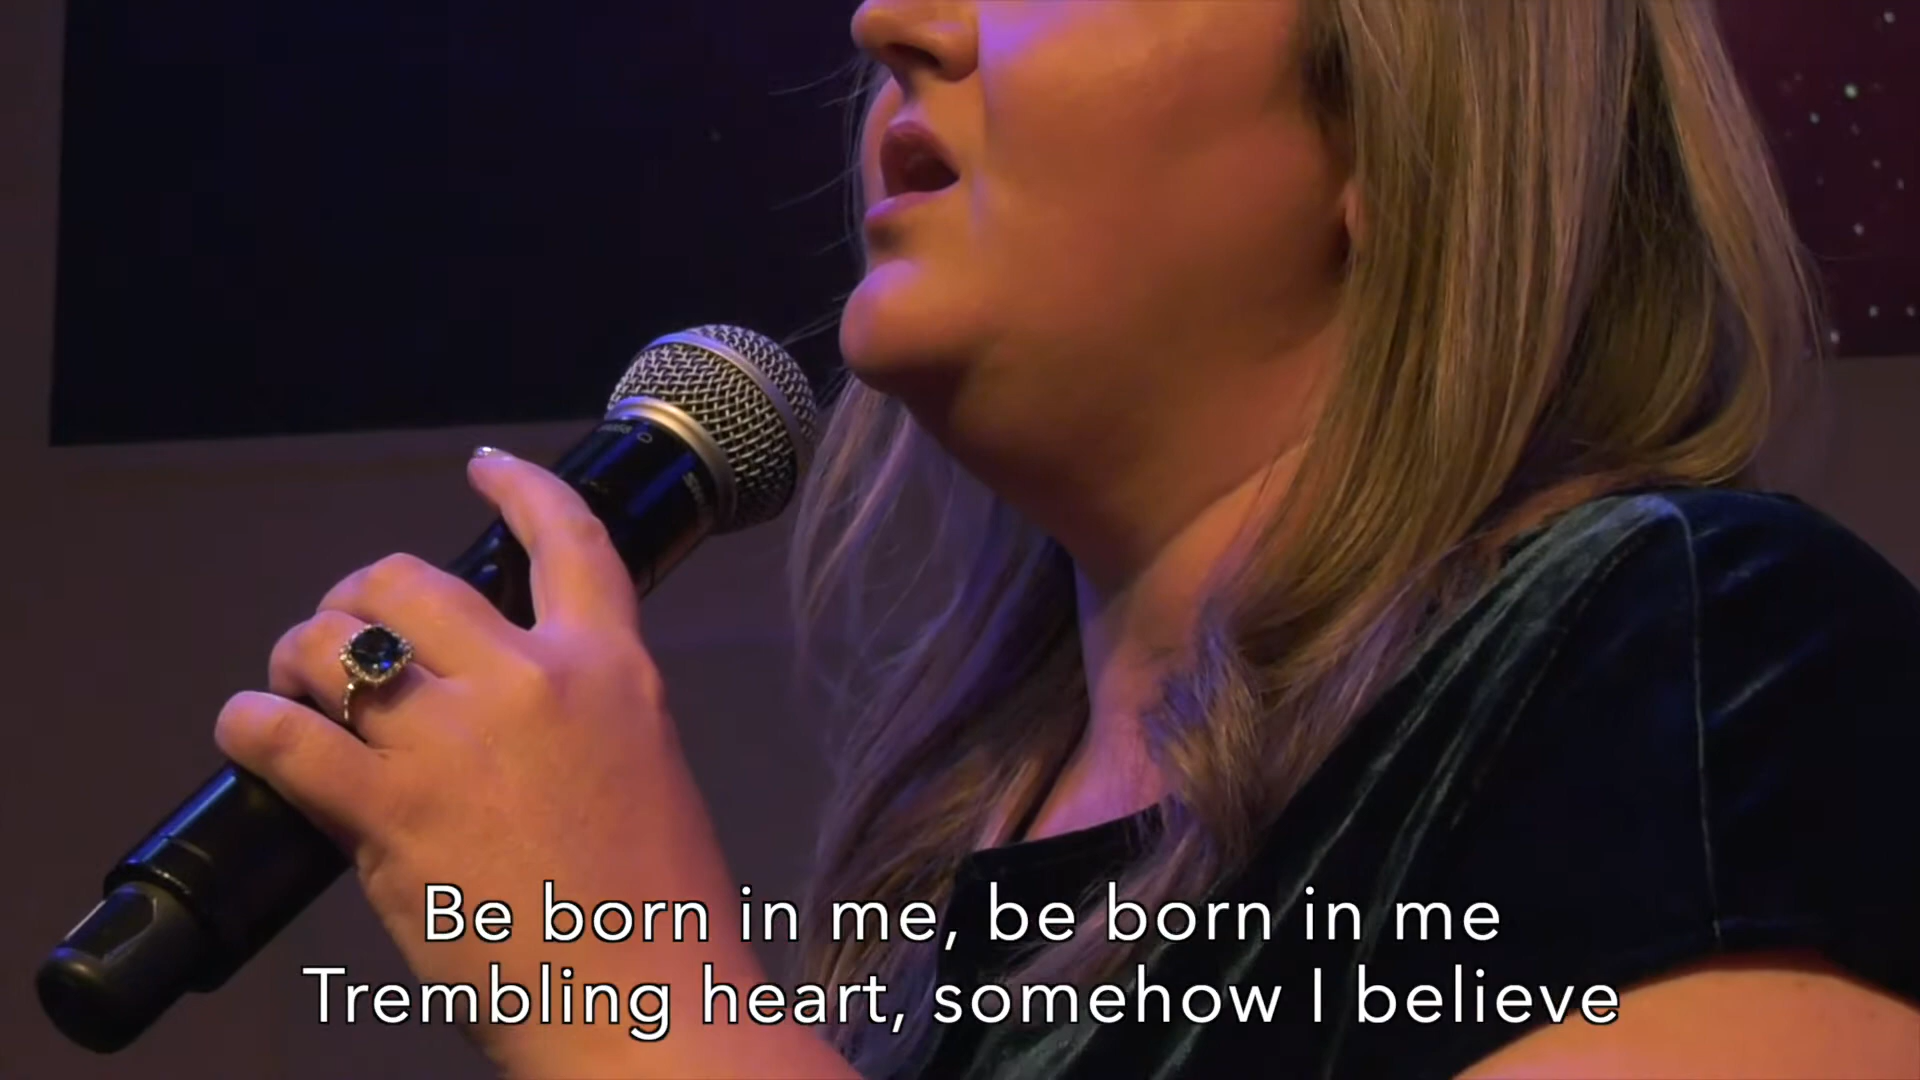 Be born in me, be born in me
Trembling heart, somehow I believe